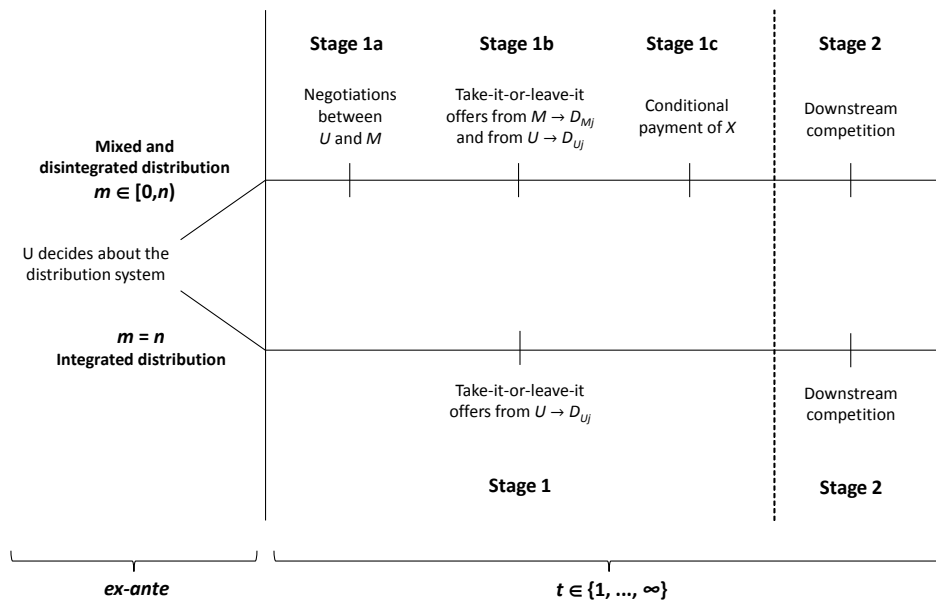 Stage 1a
Stage 1b
Stage 1c
Stage 2
Negotiations
between
U and M
Take-it-or-leave-it
offers from M → D_Mj
and from U → D_Uj
Conditional
payment of X
Downstream
competition
Mixed and
disintegrated distribution
m ∈ [0,n)
U decides about the
distribution system
m = n
Integrated distribution
Take-it-or-leave-it
offers from U → D_Uj
Downstream
competition
Stage 1
Stage 2
ex-ante
t ∈ {1, ..., ∞}